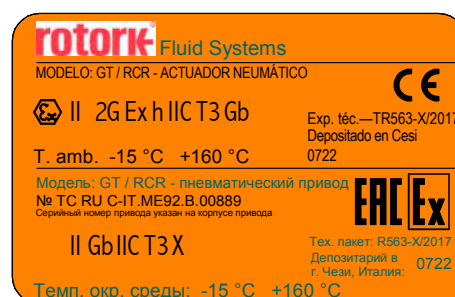 rotork Fluid Systems
MODELO: GT / RCR - ACTUADOR NEUMÁTICO
CE
Ex II 2G Ex h IIC T3 Gb
Exp. téc.—TR563-X/2017
Depositado en Cesi
0722
T. amb. -15 °C +160 °C
Модель: GT / RCR - пневматический привод
№ TC RU C-IT.ME92.B.00889
Серийный номер привода указан на корпусе привода
EAC Ex
II Gb IIC T3 X
Тех. пакет: R563-X/2017
Депозитарий в
г. Чези, Италия: 0722
Темп. окр. среды: -15 °C +160 °C